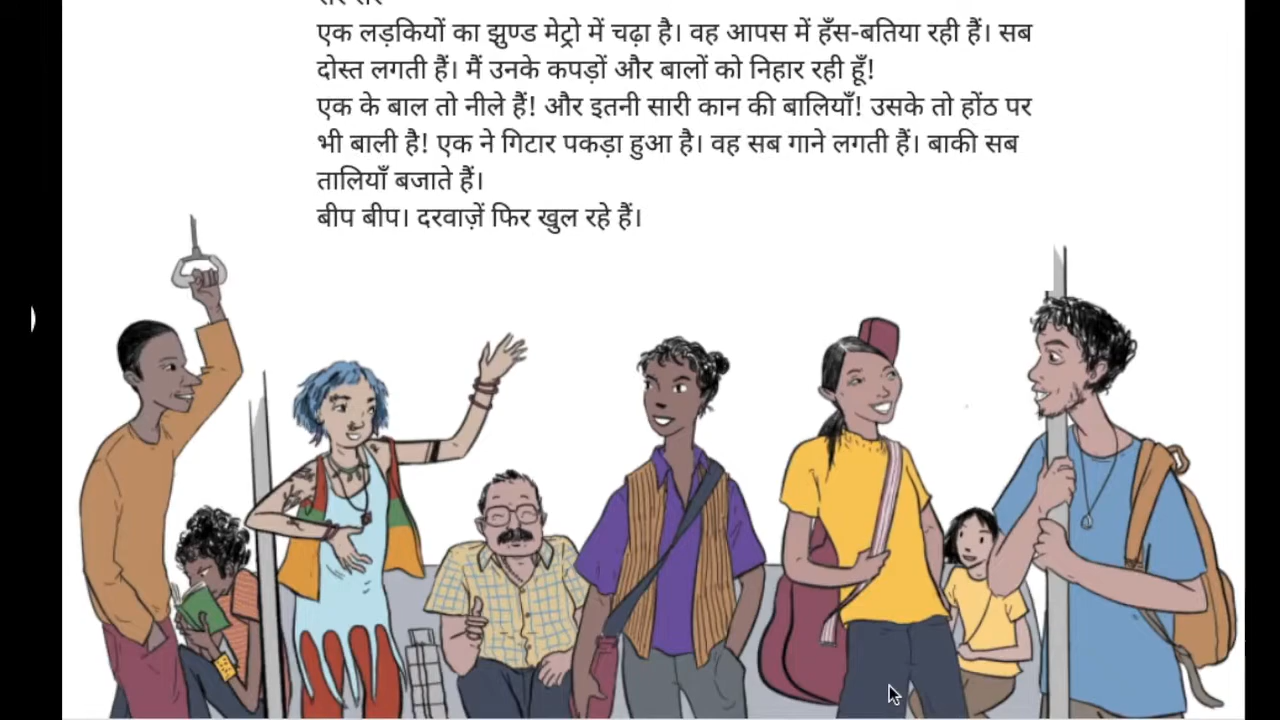 एक लड़कियों का झुण्ड मेट्रो में चढ़ा है। वह आपस में हँस-बतिया रही हैं। सब
दोस्त लगती हैं। मैं उनके कपड़ों और बालों को निहार रही हूँ!
एक के बाल तो नीले हैं! और इतनी सारी कान की बालियाँ! उसके तो होंठ पर
भी बाली है! एक ने गिटार पकड़ा हुआ है। वह सब गाने लगती हैं। बाकी सब
तालियाँ बजाते हैं।
बीप बीप। दरवाज़ें फिर खुल रहे हैं।